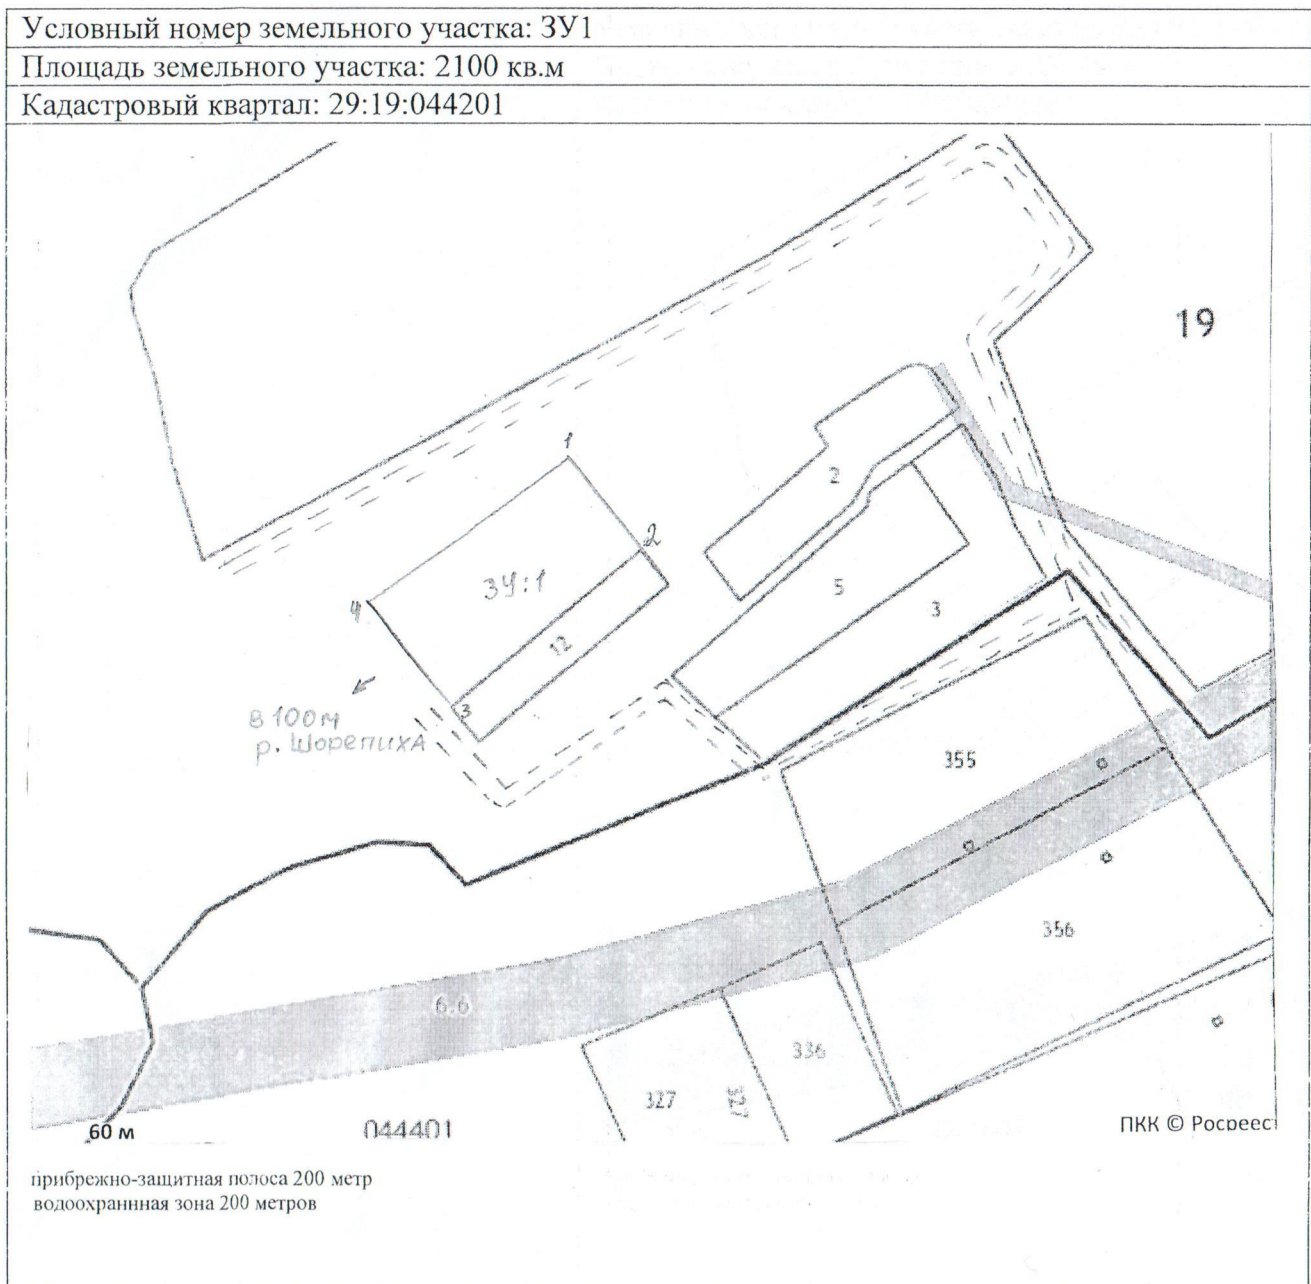 Условный номер земельного участка: ЗУ1
Площадь земельного участка: 2100 кв.м
Кадастровый квартал: 29:19:044201
19
1
2
2
4
ЗУ:1
5
3
12
3
В 100м
р. Шорепиха
355
356
6.6
336
327
327
60 м
044401
ПКК © Росреест
прибрежно-защитная полоса 200 метр
водоохраннная зона 200 метров